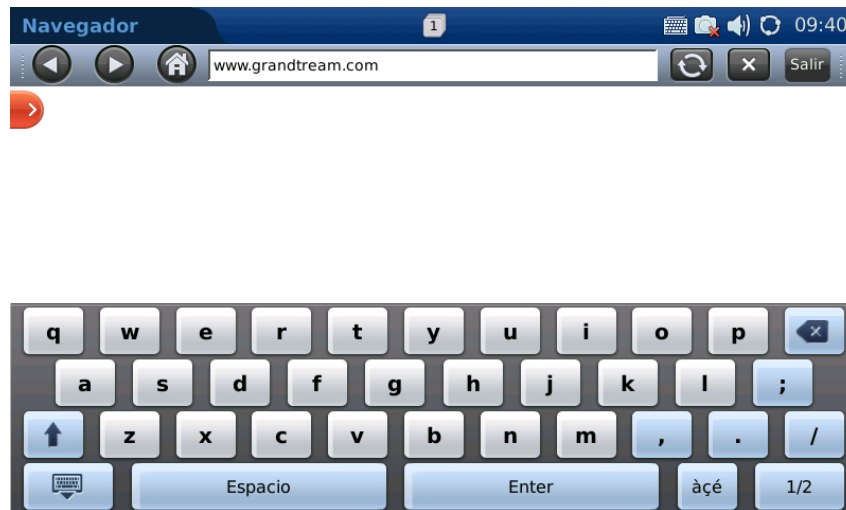 Navegador 1 09:40
www.grandtream.com Salir
q w e r t y u i o p
a s d f g h j k l ;
z x c v b n m , . /
Espacio Enter àçé 1/2